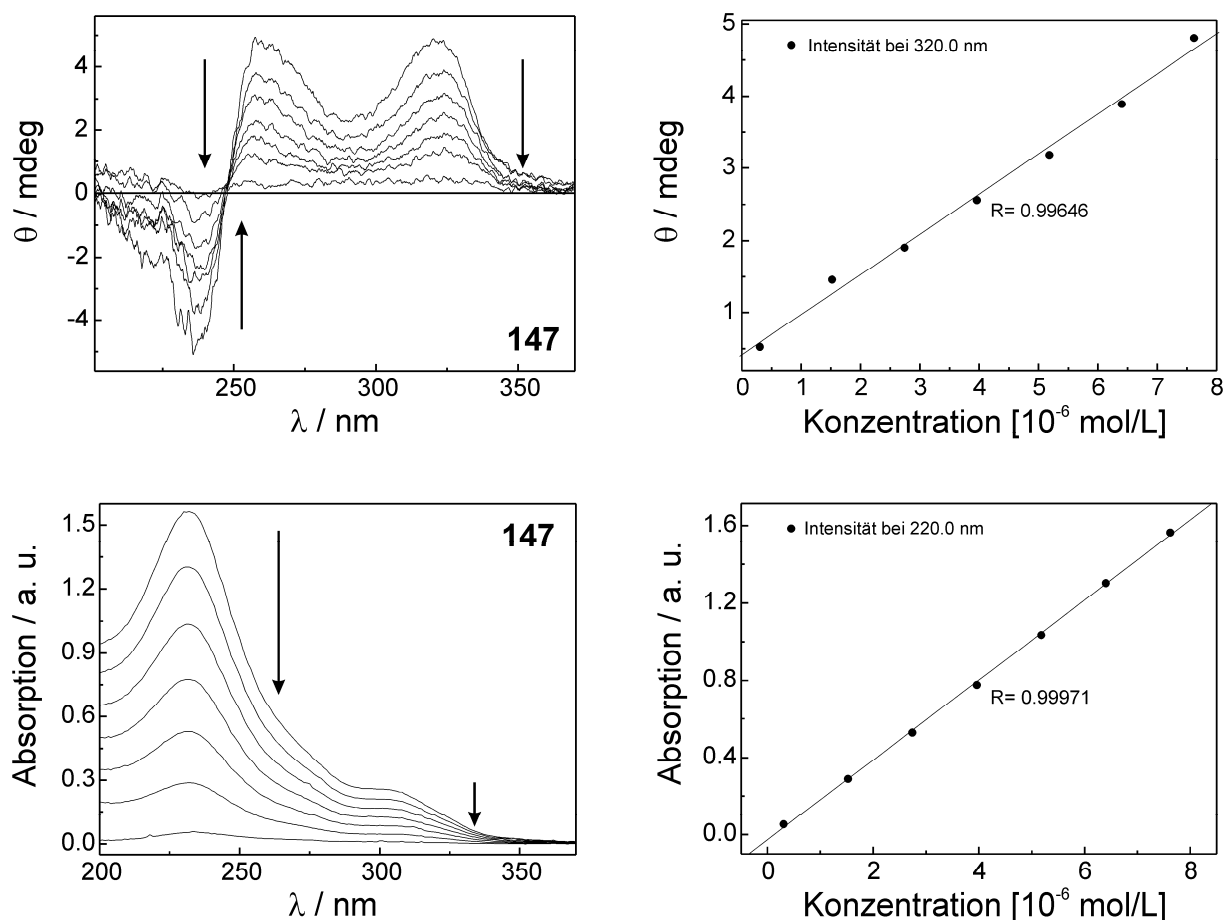 4
2
0
-2
-4
θ / mdeg
250
300
350
λ / nm
147
5
4
3
2
1
θ / mdeg
Intensität bei 320.0 nm
R= 0.99646
0 1 2 3 4 5 6 7 8
Konzentration [10⁻⁶ mol/L]
1.5
1.2
0.9
0.6
0.3
0.0
Absorption / a. u.
200 250 300 350
λ / nm
147
1.6
1.2
0.8
0.4
0.0
Absorption / a. u.
Intensität bei 220.0 nm
R= 0.99971
0 2 4 6 8
Konzentration [10⁻⁶ mol/L]